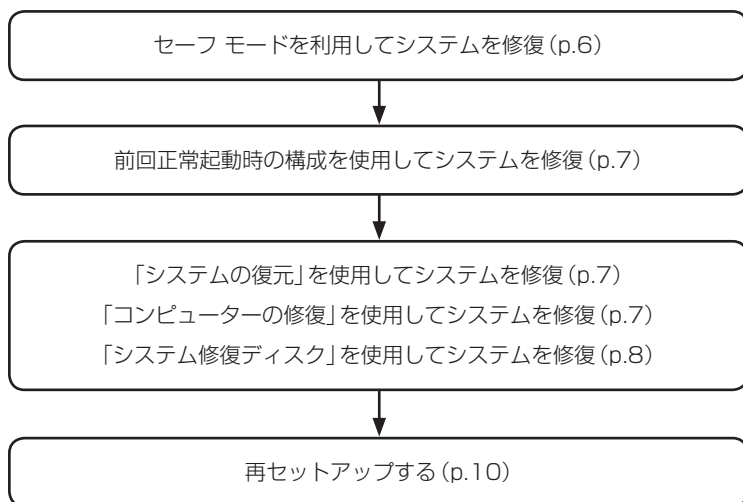 セーフ モードを利用してシステムを修復(p.6)
前回正常起動時の構成を使用してシステムを修復(p.7)
「システムの復元」を使用してシステムを修復(p.7)
「コンピューターの修復」を使用してシステムを修復(p.7)
「システム修復ディスク」を使用してシステムを修復(p.8)
再セットアップする(p.10)